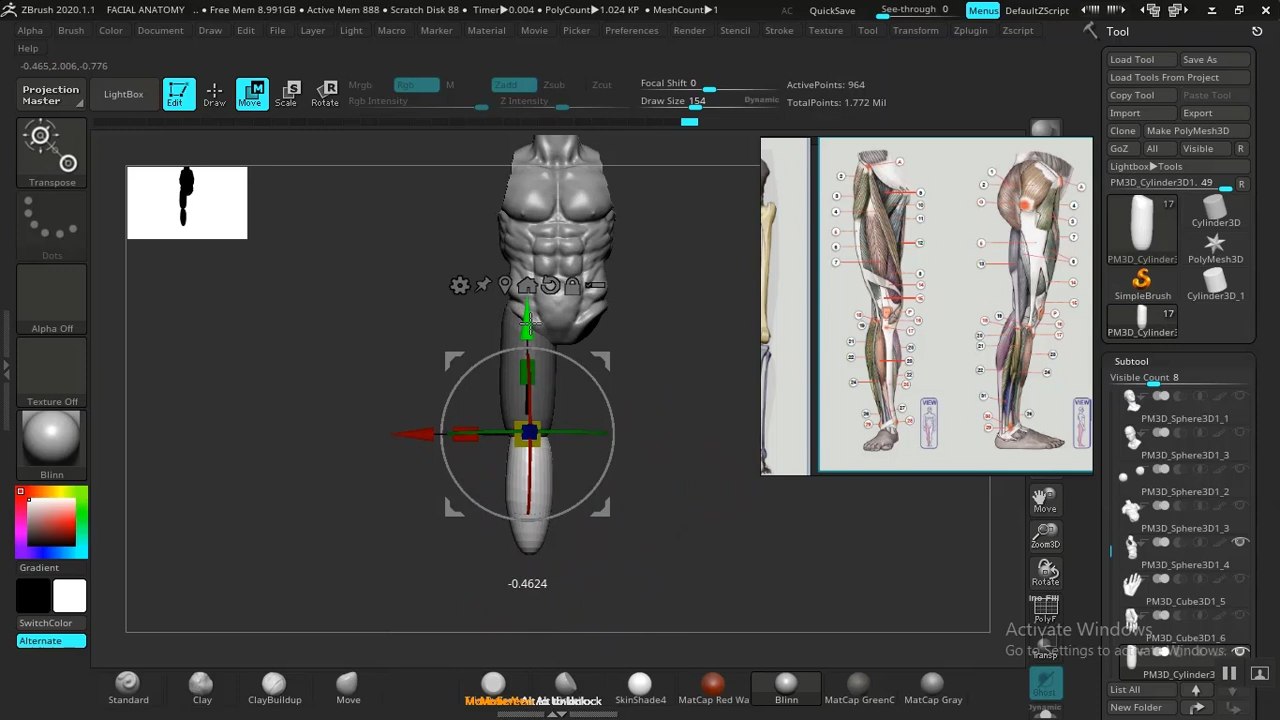 ZBrush 2020.1.1 FACIAL ANATOMY .. • Free Mem 8.991GB • Active Mem 888 • Scratch Disk 88 • Timer▶0.004 • PolyCount▶1.024 KP • MeshCount▶1 AC QuickSave See-through 0 Menus DefaultZScript
Alpha Brush Color Document Draw Edit File Layer Light Macro Marker Material Movie Picker Preferences Render Stencil Stroke Texture Tool Transform Zplugin Zscript
Help
-0.465,2.006,-0.776
Projection Master LightBox Edit Draw Move Scale Rotate
Mrgb Rgb M Zadd Zsub Zcut
Rgb Intensity Z Intensity
Focal Shift 0
Draw Size 154 Dynamic
ActivePoints: 964
TotalPoints: 1.772 Mil
Transpose
Dots
Alpha Off
Texture Off
Blinn
Gradient
SwitchColor
Alternate
-0.4624
VIEW
VIEW
Tool
Load Tool Save As
Load Tools From Project
Copy Tool Paste Tool
Import Export
Clone Make PolyMesh3D
GoZ All Visible R
Lightbox▶Tools
PM3D_Cylinder3D1. 49 R
17
Cylinder3D
PM3D_Cylinder3D1 PolyMesh3D
SimpleBrush Cylinder3D_1
17
PM3D_Cylinder3D1
Subtool
Visible Count 8
PM3D_Sphere3D1_1
PM3D_Sphere3D1_3
PM3D_Sphere3D1_2
PM3D_Sphere3D1_3
PM3D_Sphere3D1_4
PM3D_Cube3D1_5
PM3D_Cube3D1_6
PM3D_Cylinder3
List All
New Folder
Move
Zoom3D
Rotate
PolyF
Transp
Ghost
Dynamic
Activate Windows
Go to Settings to activate Windows.
Standard Clay ClayBuildup Move SkinShade4 MatCap Red Wa Blinn MatCap GreenC MatCap Gray